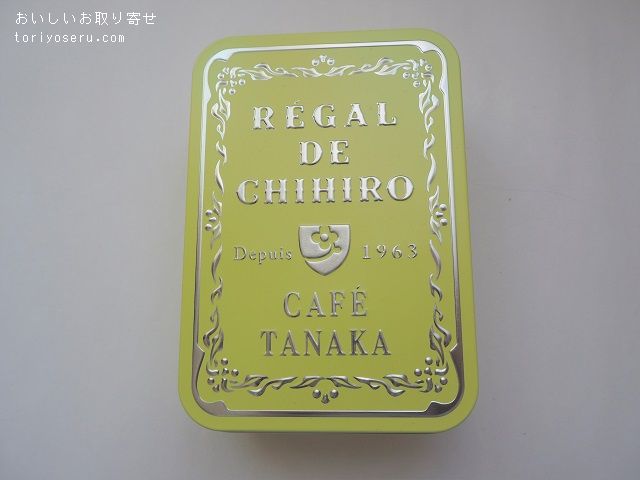 おいしいお取り寄せ
toriyoseru.com
RÉGAL
DE
CHIHIRO
Depuis 1963
CAFÉ
TANAKA